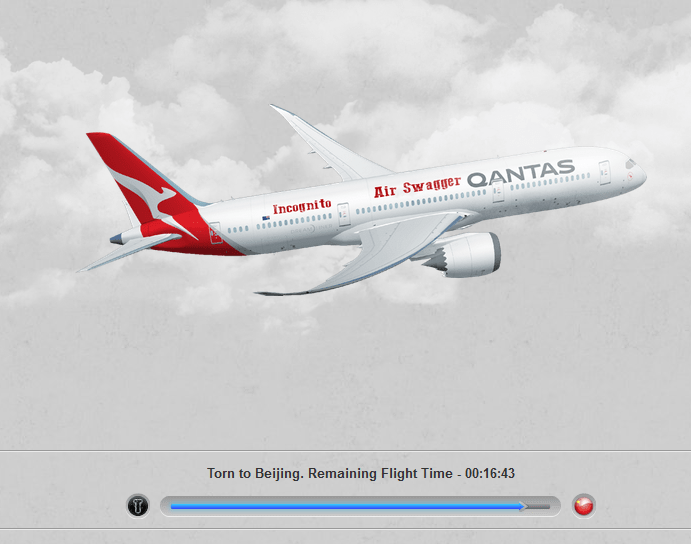 QANTAS
Air Swagger
Incognito
Torn to Beijing. Remaining Flight Time - 00:16:43